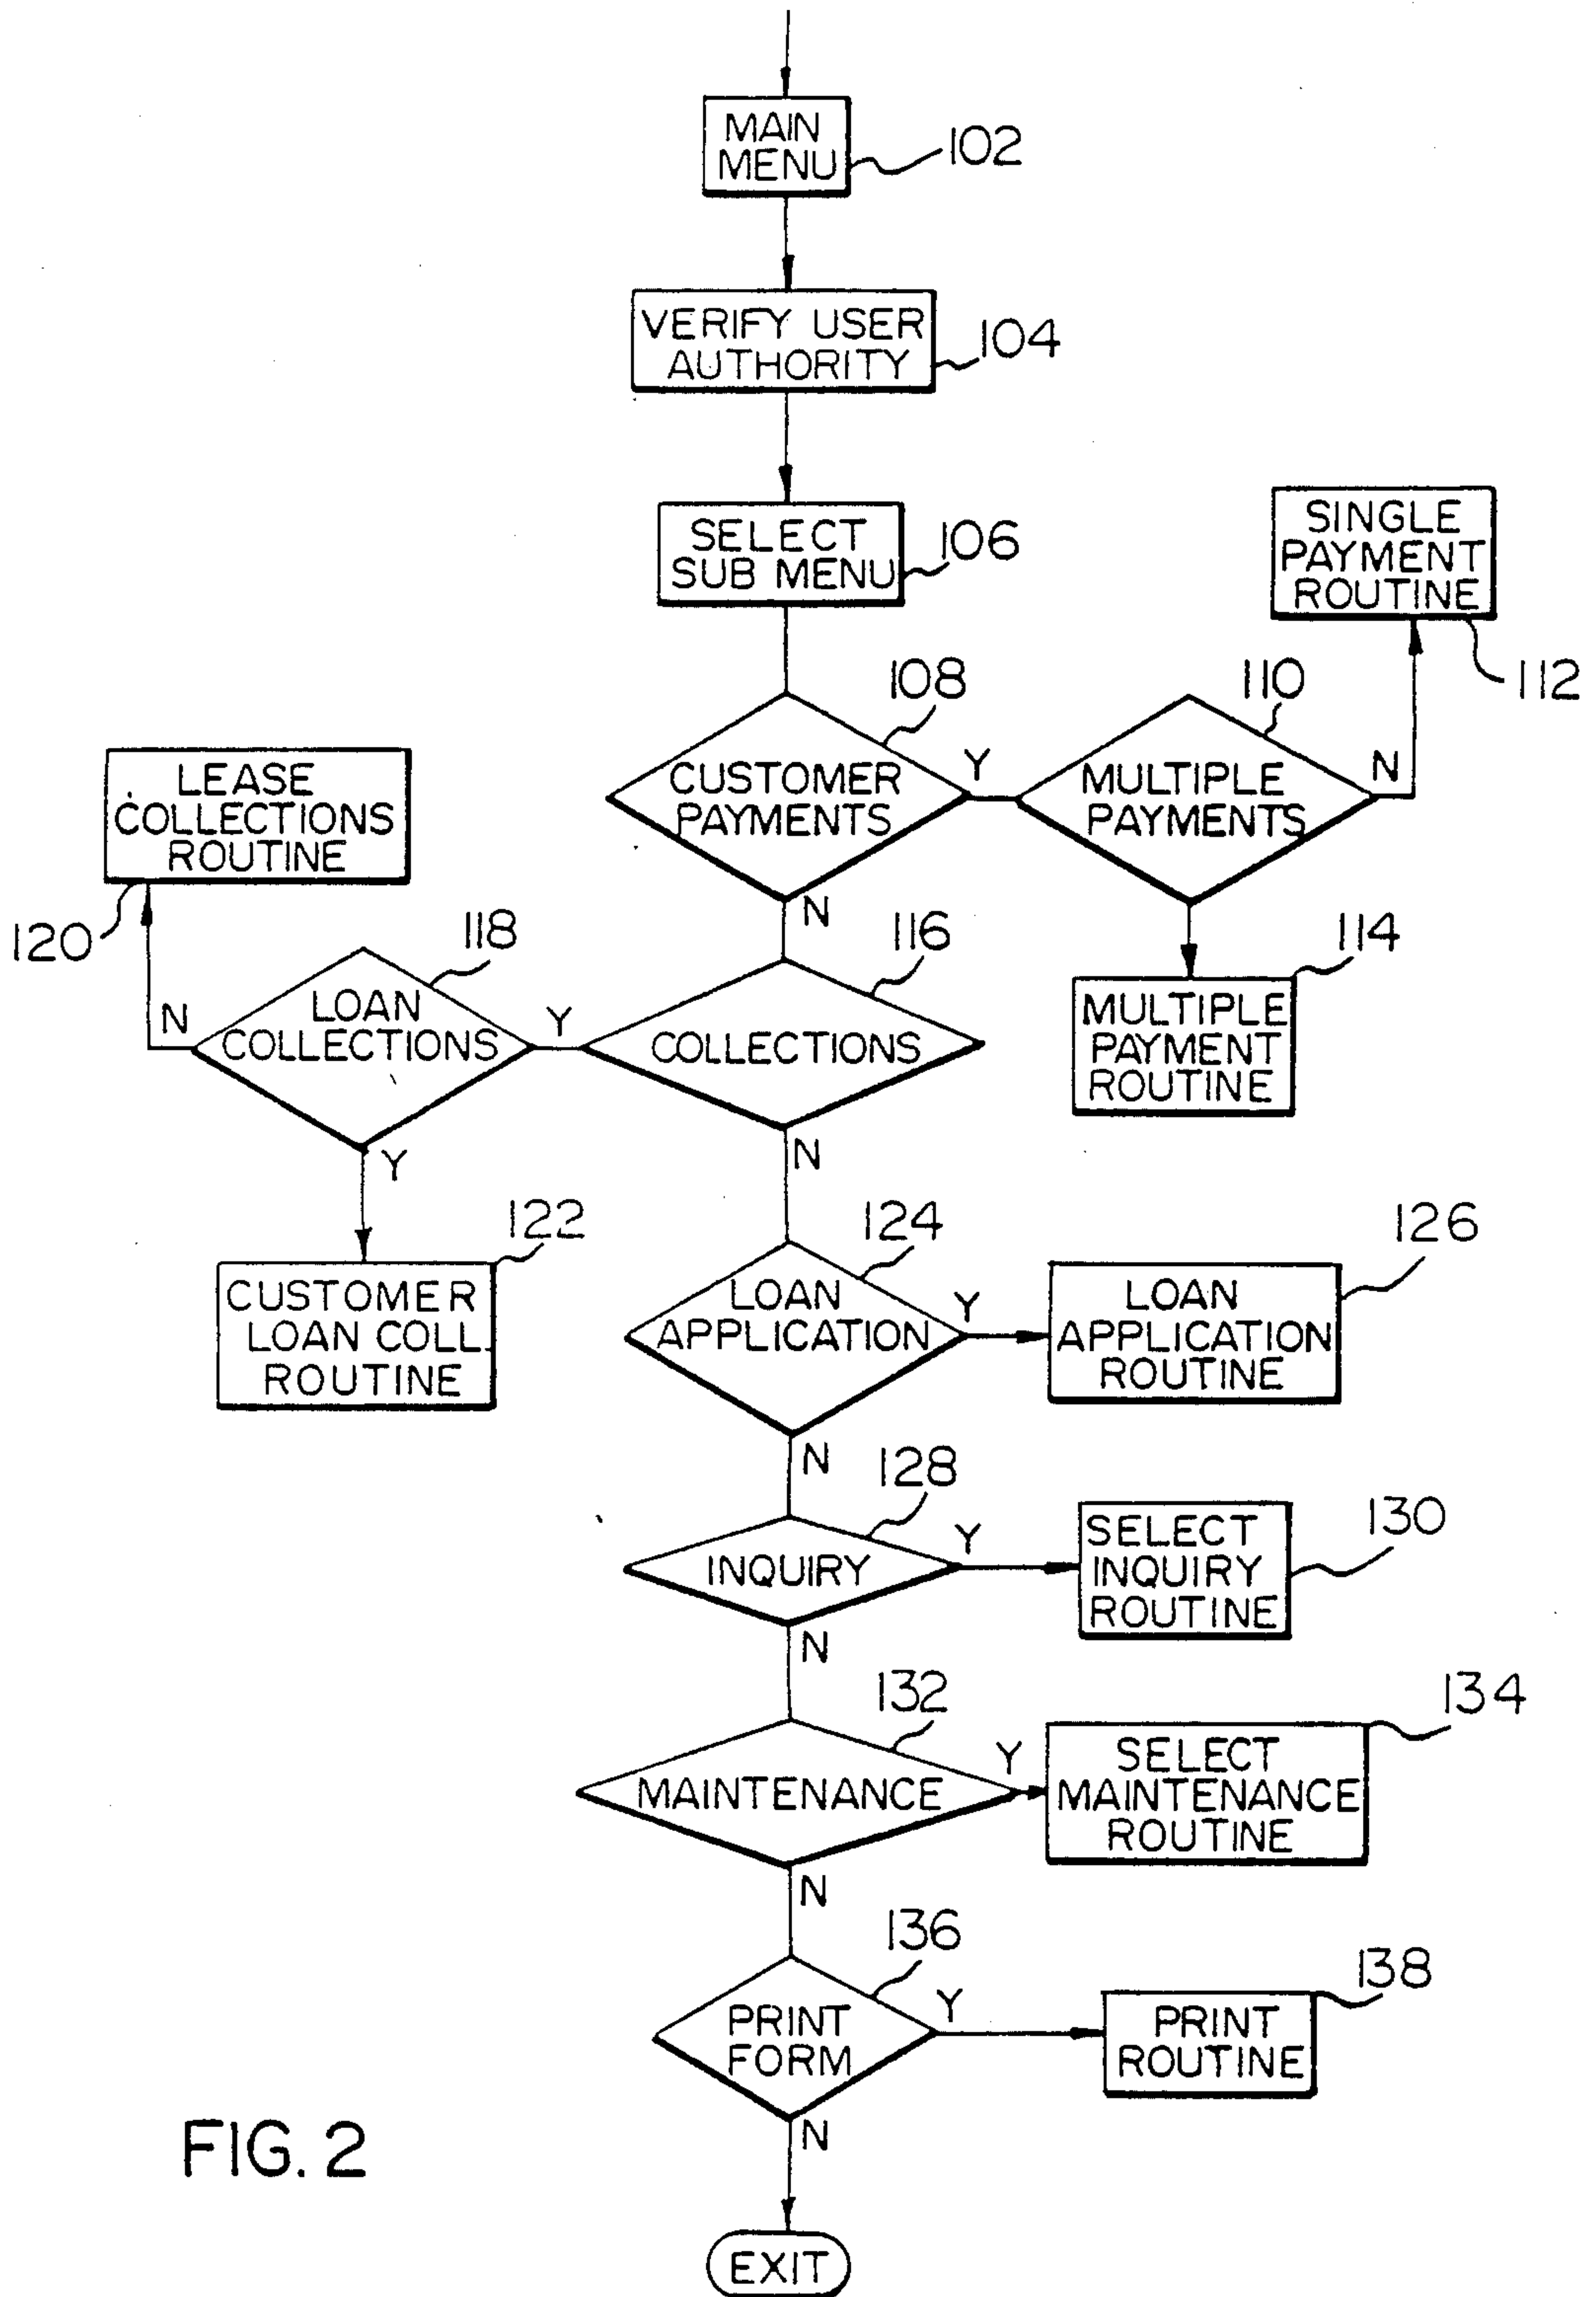 MAIN
MENU
102
VERIFY USER
AUTHORITY
104
SELECT
SUB MENU
106
SINGLE
PAYMENT
ROUTINE
112
108
CUSTOMER
PAYMENTS
Y
N
110
MULTIPLE
PAYMENTS
N
LEASE
COLLECTIONS
ROUTINE
120
118
LOAN
COLLECTIONS
N
Y
Y
116
COLLECTIONS
N
114
MULTIPLE
PAYMENT
ROUTINE
122
CUSTOMER
LOAN COLL.
ROUTINE
124
LOAN
APPLICATION
Y
N
126
LOAN
APPLICATION
ROUTINE
128
INQUIRY
Y
N
130
SELECT
INQUIRY
ROUTINE
132
MAINTENANCE
Y
N
134
SELECT
MAINTENANCE
ROUTINE
136
PRINT
FORM
Y
N
138
PRINT
ROUTINE
FIG. 2
EXIT